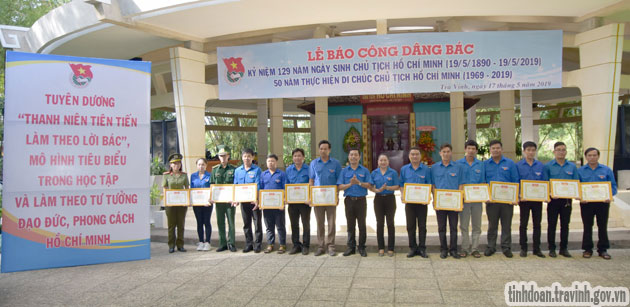 LỄ BÁO CÔNG DÂNG BÁC
KỶ NIỆM 129 NĂM NGÀY SINH CHỦ TỊCH HỒ CHÍ MINH (19/5/1890 - 19/5/2019)
50 NĂM THỰC HIỆN DI CHÚC CHỦ TỊCH HỒ CHÍ MINH (1969 - 2019)
Trà Vinh, ngày 17 tháng 5 năm 2019
TUYÊN DƯƠNG
"THANH NIÊN TIÊN TIẾN
LÀM THEO LỜI BÁC",
MÔ HÌNH TIÊU BIỂU
TRONG HỌC TẬP
VÀ LÀM THEO TƯ TƯỞNG
ĐẠO ĐỨC, PHONG CÁCH
HỒ CHÍ MINH
tinhdoan.travinh.gov.vn